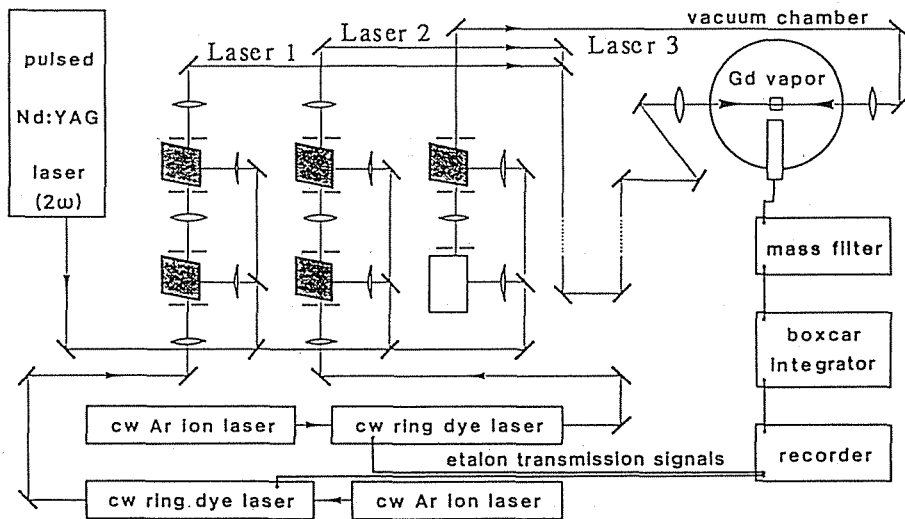 pulsed
Nd:YAG
laser
(2ω)
Laser 1
Laser 2
Laser 3
vacuum chamber
Gd vapor
mass filter
boxcar
integrator
recorder
cw Ar ion laser
cw ring dye laser
etalon transmission signals
cw ring dye laser
cw Ar ion laser